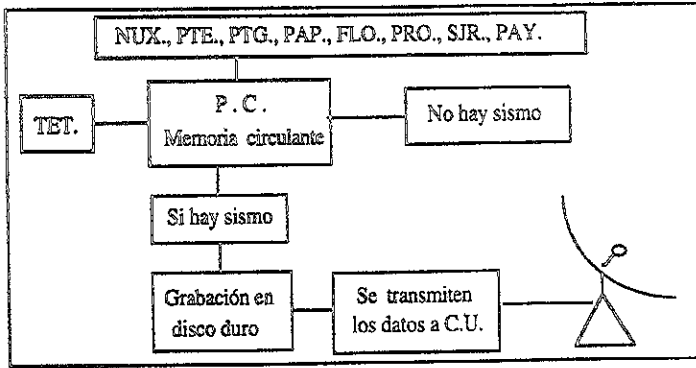 NUX., PTE., PTG., PAP., FLO., PRO., SJR., PAY.
TET.
P. C.
Memoria circulante
No hay sismo
Si hay sismo
Grabación en
disco duro
Se transmiten
los datos a C.U.